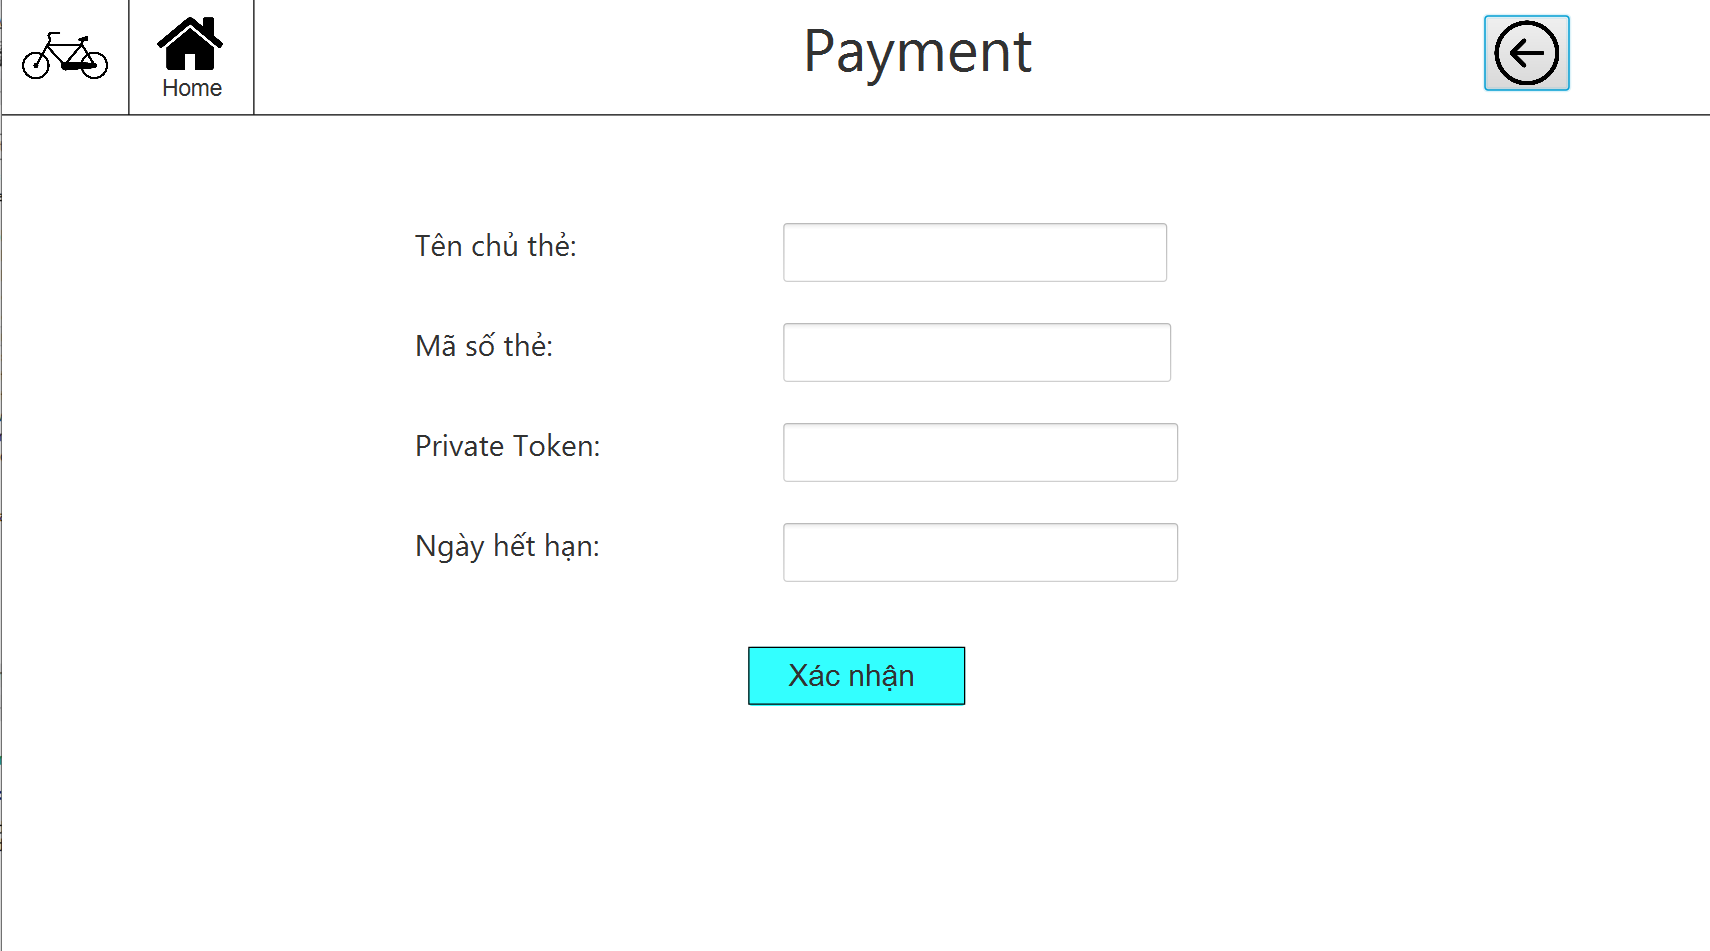 Home
Payment
Tên chủ thẻ:
Mã số thẻ:
Private Token:
Ngày hết hạn:
Xác nhận